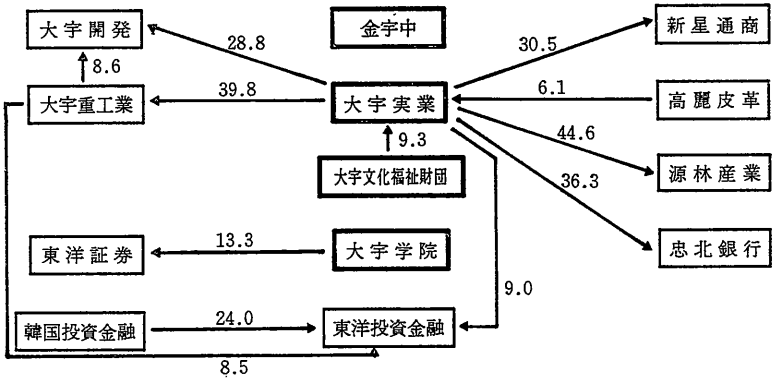 大宇開発
金宇中
新星通商
28.8
30.5
8.6
大宇重工業
39.8
大宇実業
6.1
高麗皮革
9.3
44.6
大宇文化福祉財団
36.3
源林産業
東洋証券
13.3
大宇学院
忠北銀行
9.0
韓国投資金融
24.0
東洋投資金融
8.5